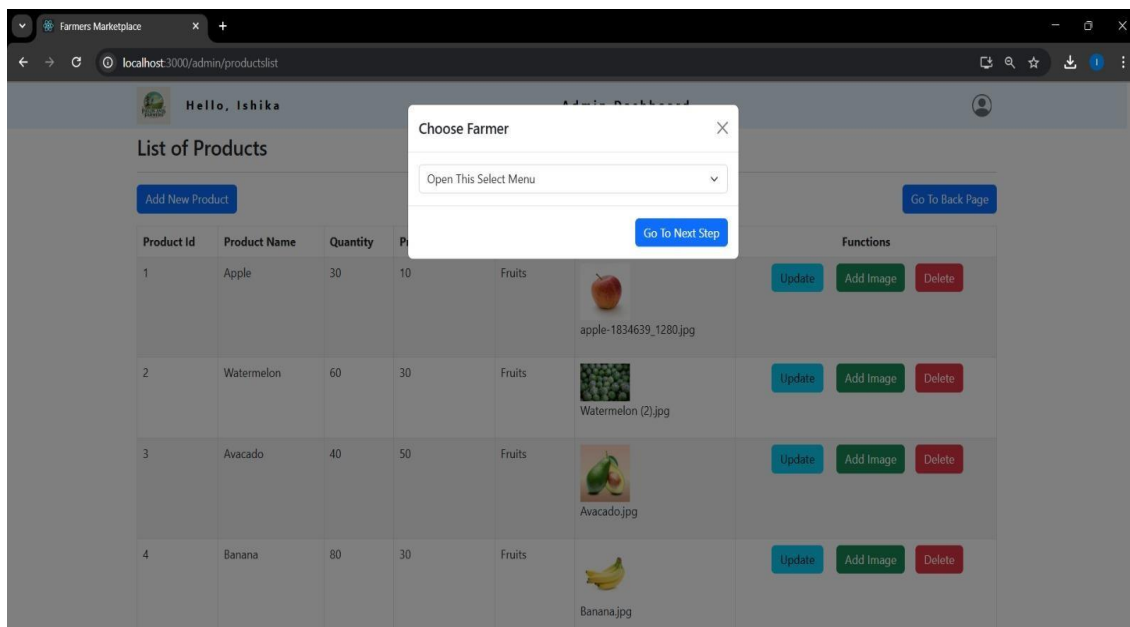 Farmers Marketplace
localhost:3000/admin/productslist
Hello, Ishika
Choose Farmer
List of Products
Open This Select Menu
Add New Product
Go To Back Page
Go To Next Step
Product Id Product Name Quantity Functions
1 Apple 30 10 Fruits Update Add Image Delete
apple-1834639_1280.jpg
2 Watermelon 60 30 Fruits Update Add Image Delete
Watermelon (2).jpg
3 Avacado 40 50 Fruits Update Add Image Delete
Avacado.jpg
4 Banana 80 30 Fruits Update Add Image Delete
Banana.jpg